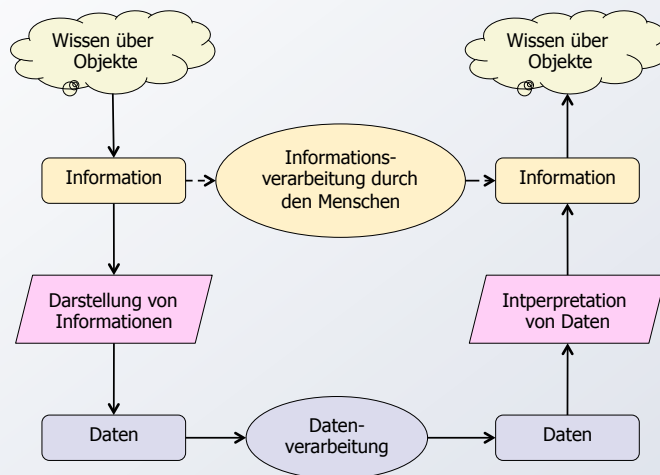 Wissen über
Objekte
Wissen über
Objekte
Information
Informations-
verarbeitung durch
den Menschen
Information
Darstellung von
Informationen
Intperpretation
von Daten
Daten
Daten-
verarbeitung
Daten